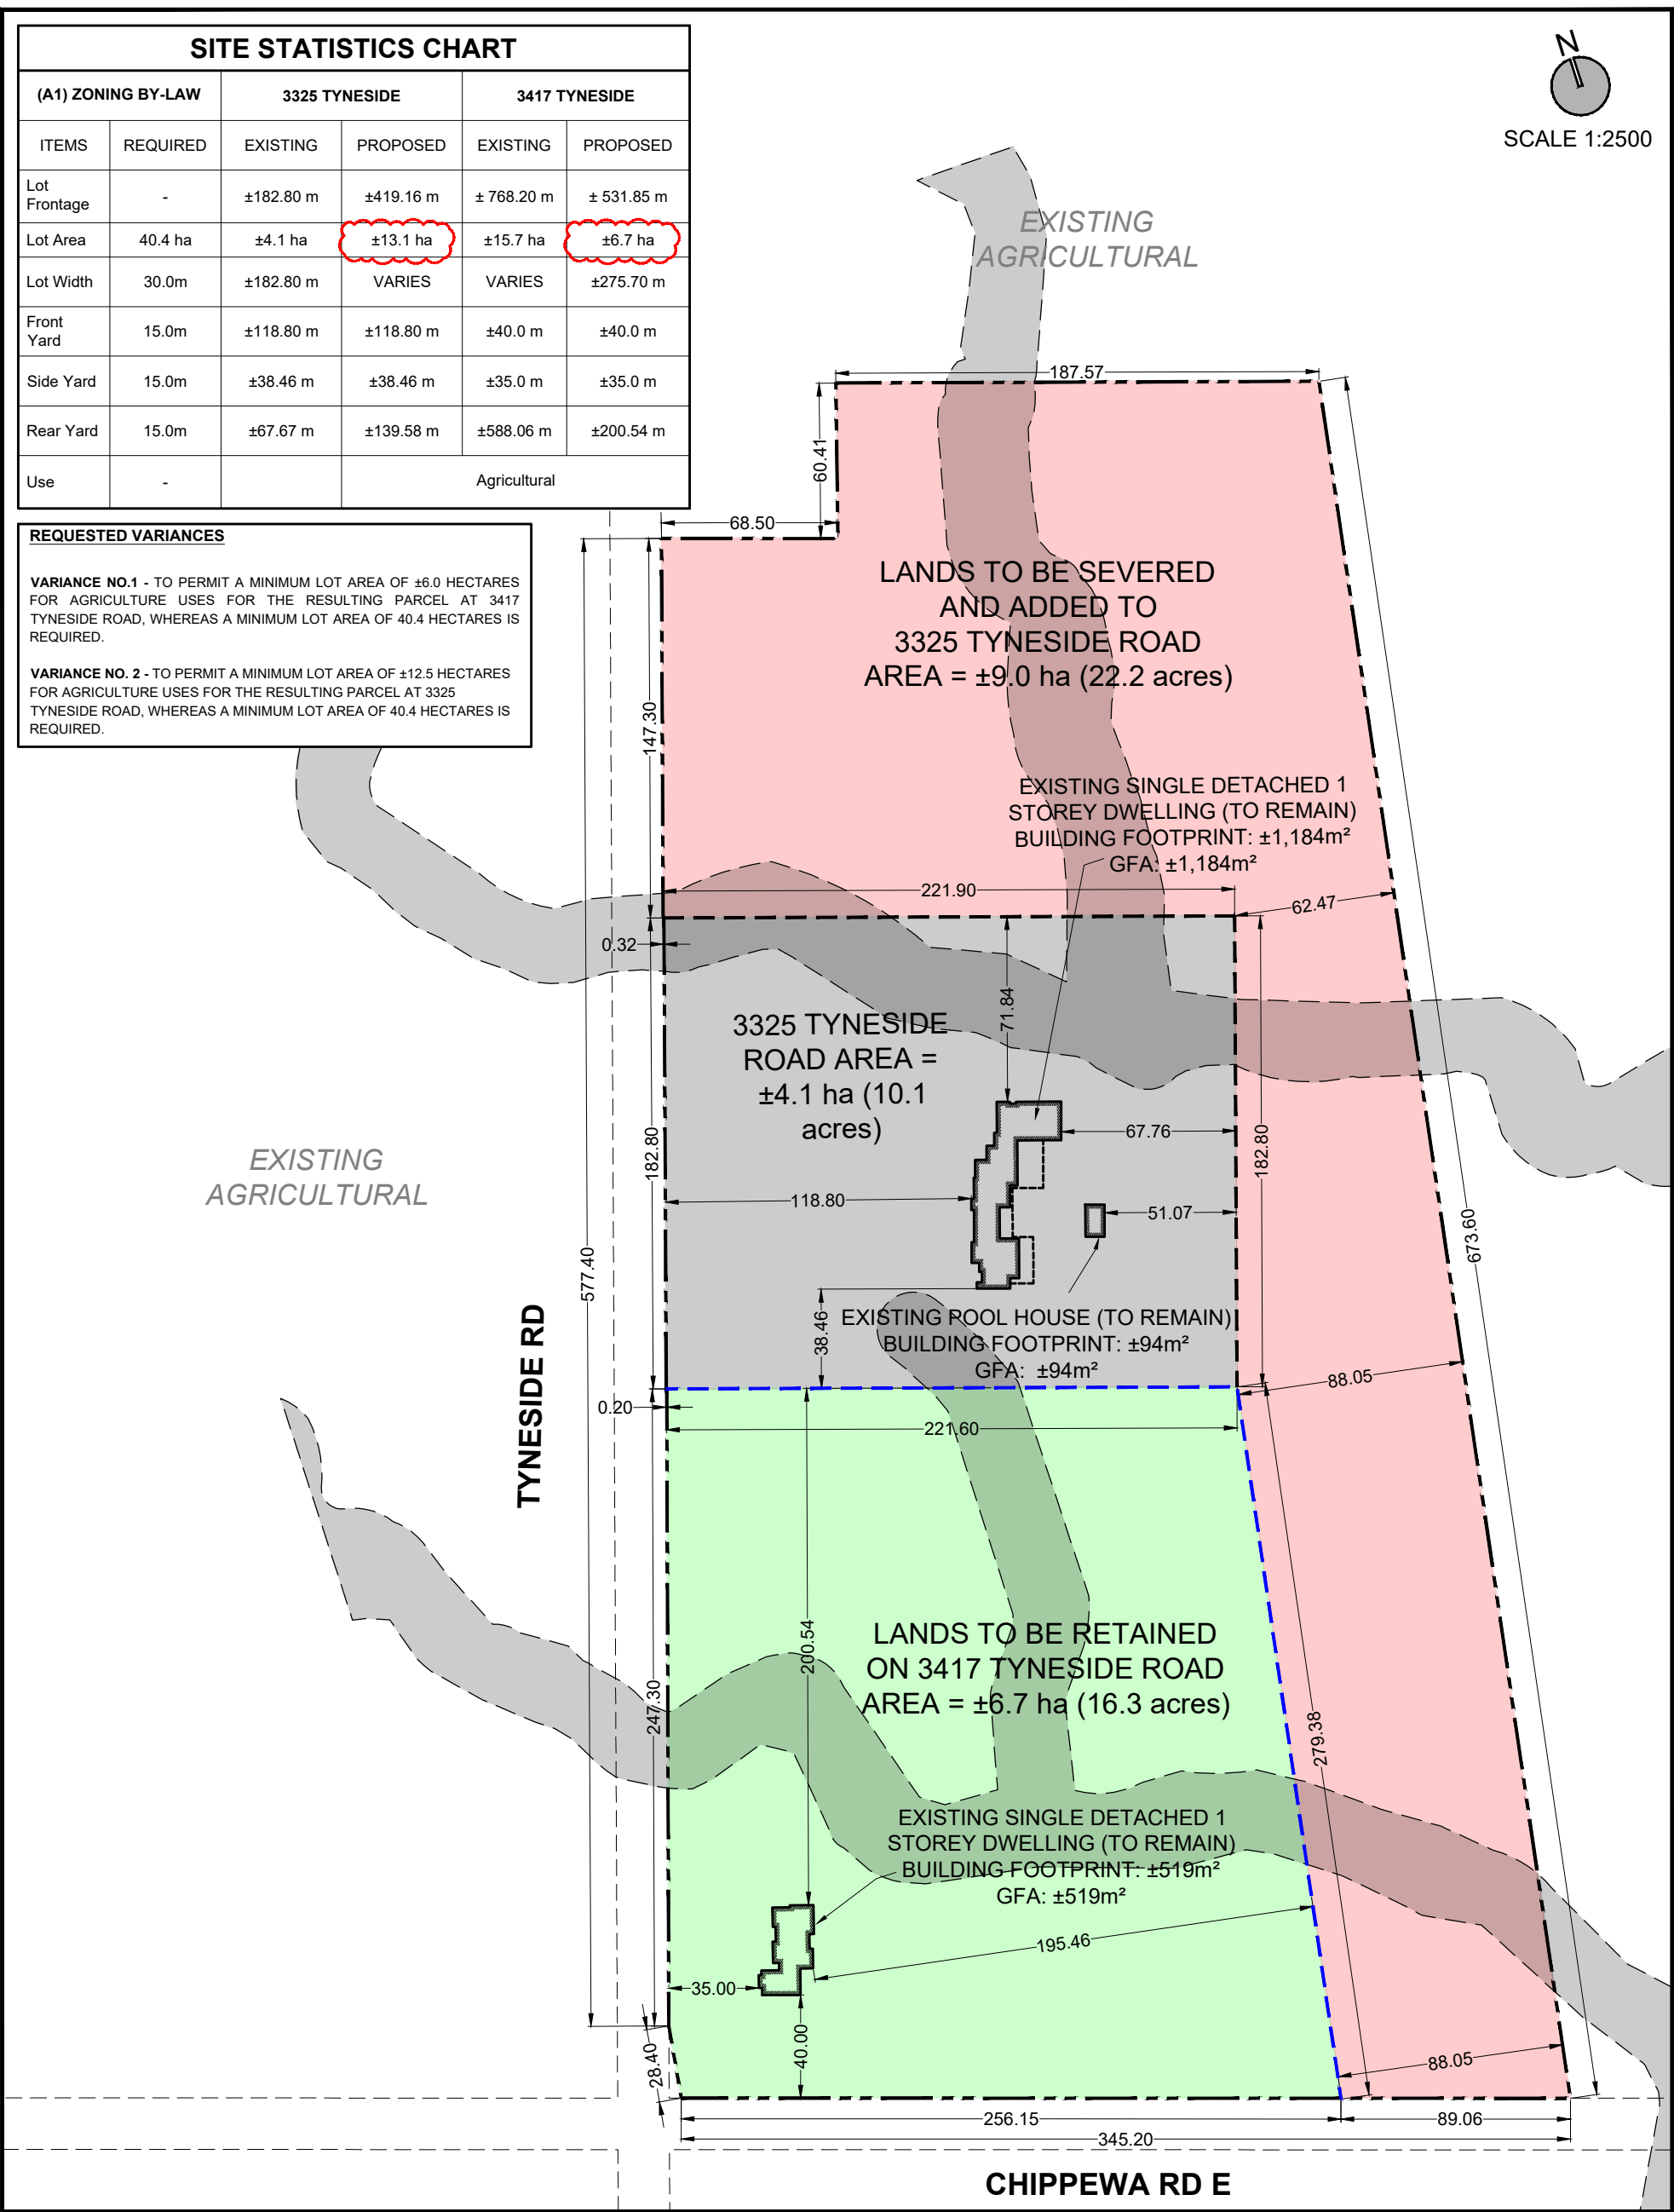 SITE STATISTICS CHART
(A1) ZONING BY-LAW 3325 TYNESIDE 3417 TYNESIDE
ITEMS REQUIRED EXISTING PROPOSED EXISTING PROPOSED
Lot
Frontage - ±182.80 m ±419.16 m ± 768.20 m ± 531.85 m
Lot Area 40.4 ha ±4.1 ha ±13.1 ha ±15.7 ha ±6.7 ha
Lot Width 30.0m ±182.80 m VARIES VARIES ±275.70 m
Front
Yard 15.0m ±118.80 m ±118.80 m ±40.0 m ±40.0 m
Side Yard 15.0m ±38.46 m ±38.46 m ±35.0 m ±35.0 m
Rear Yard 15.0m ±67.67 m ±139.58 m ±588.06 m ±200.54 m
Use - Agricultural
N
SCALE 1:2500
REQUESTED VARIANCES
VARIANCE NO.1 - TO PERMIT A MINIMUM LOT AREA OF ±6.0 HECTARES
FOR AGRICULTURE USES FOR THE RESULTING PARCEL AT 3417
TYNESIDE ROAD, WHEREAS A MINIMUM LOT AREA OF 40.4 HECTARES IS
REQUIRED.
VARIANCE NO. 2 - TO PERMIT A MINIMUM LOT AREA OF ±12.5 HECTARES
FOR AGRICULTURE USES FOR THE RESULTING PARCEL AT 3325
TYNESIDE ROAD, WHEREAS A MINIMUM LOT AREA OF 40.4 HECTARES IS
REQUIRED.
EXISTING
AGRICULTURAL
187.57
60.41
68.50
LANDS TO BE SEVERED
AND ADDED TO
3325 TYNESIDE ROAD
AREA = ±9.0 ha (22.2 acres)
147.30
EXISTING SINGLE DETACHED 1
STOREY DWELLING (TO REMAIN)
BUILDING FOOTPRINT: ±1,184m²
GFA: ±1,184m²
221.90
62.47
0.32
71.84
3325 TYNESIDE
ROAD AREA =
±4.1 ha (10.1
acres)
67.76
182.80
182.80
EXISTING
AGRICULTURAL
118.80
51.07
673.60
577.40
38.46
EXISTING POOL HOUSE (TO REMAIN)
BUILDING FOOTPRINT: ±94m²
GFA: ±94m²
TYNESIDE RD
88.05
0.20
221.60
200.54
LANDS TO BE RETAINED
ON 3417 TYNESIDE ROAD
AREA = ±6.7 ha (16.3 acres)
247.30
279.38
EXISTING SINGLE DETACHED 1
STOREY DWELLING (TO REMAIN)
BUILDING FOOTPRINT: ±519m²
GFA: ±519m²
195.46
35.00
40.00
28.40
88.05
256.15
89.06
345.20
CHIPPEWA RD E